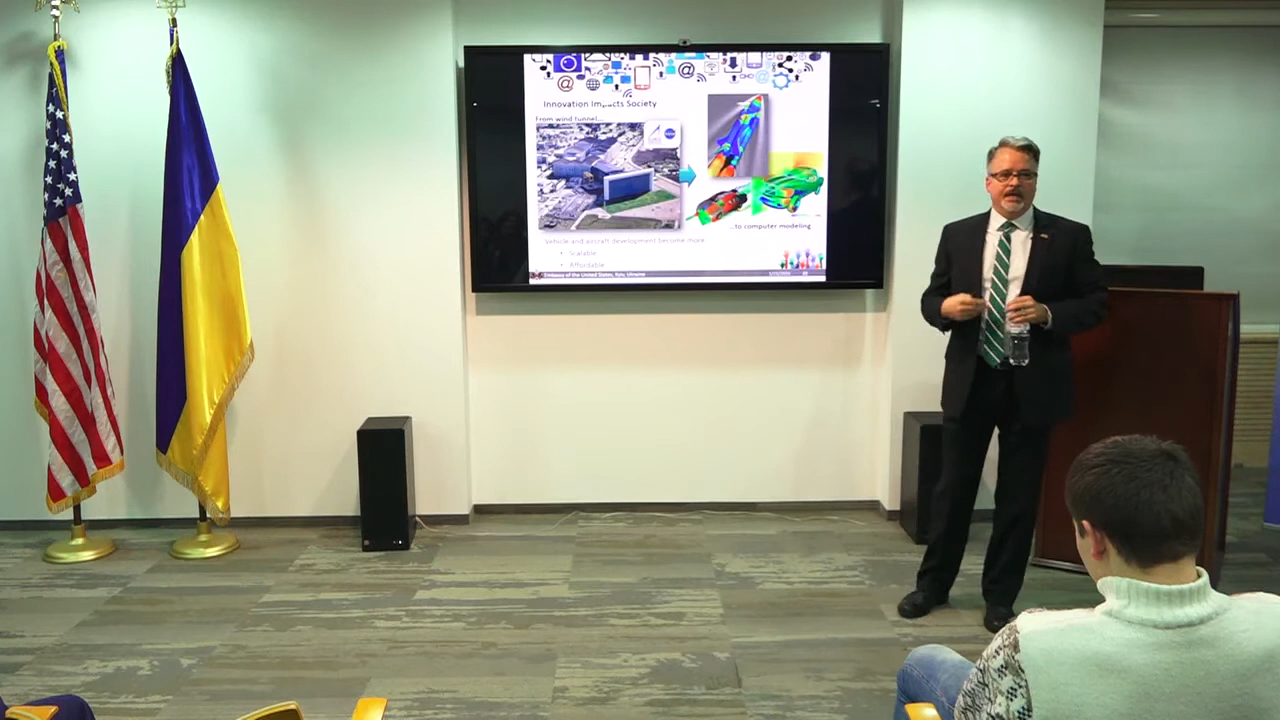 Innovation Impacts Society
From wind tunnel...
...to computer modeling
Vehicle and aircraft development become more:
• Scalable
• Affordable
Embassy of the United States, Kyiv, Ukraine